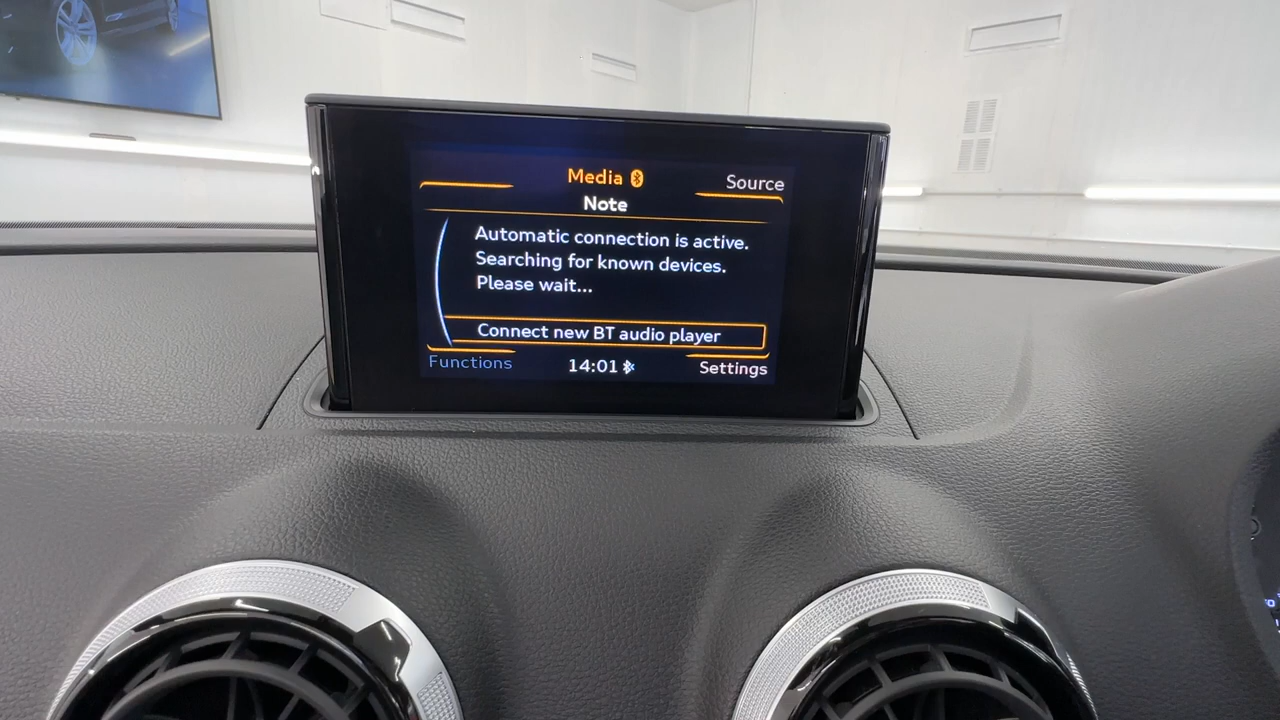 Media
Source
Note
Automatic connection is active.
Searching for known devices.
Please wait...
Connect new BT audio player
Functions
14:01
Settings